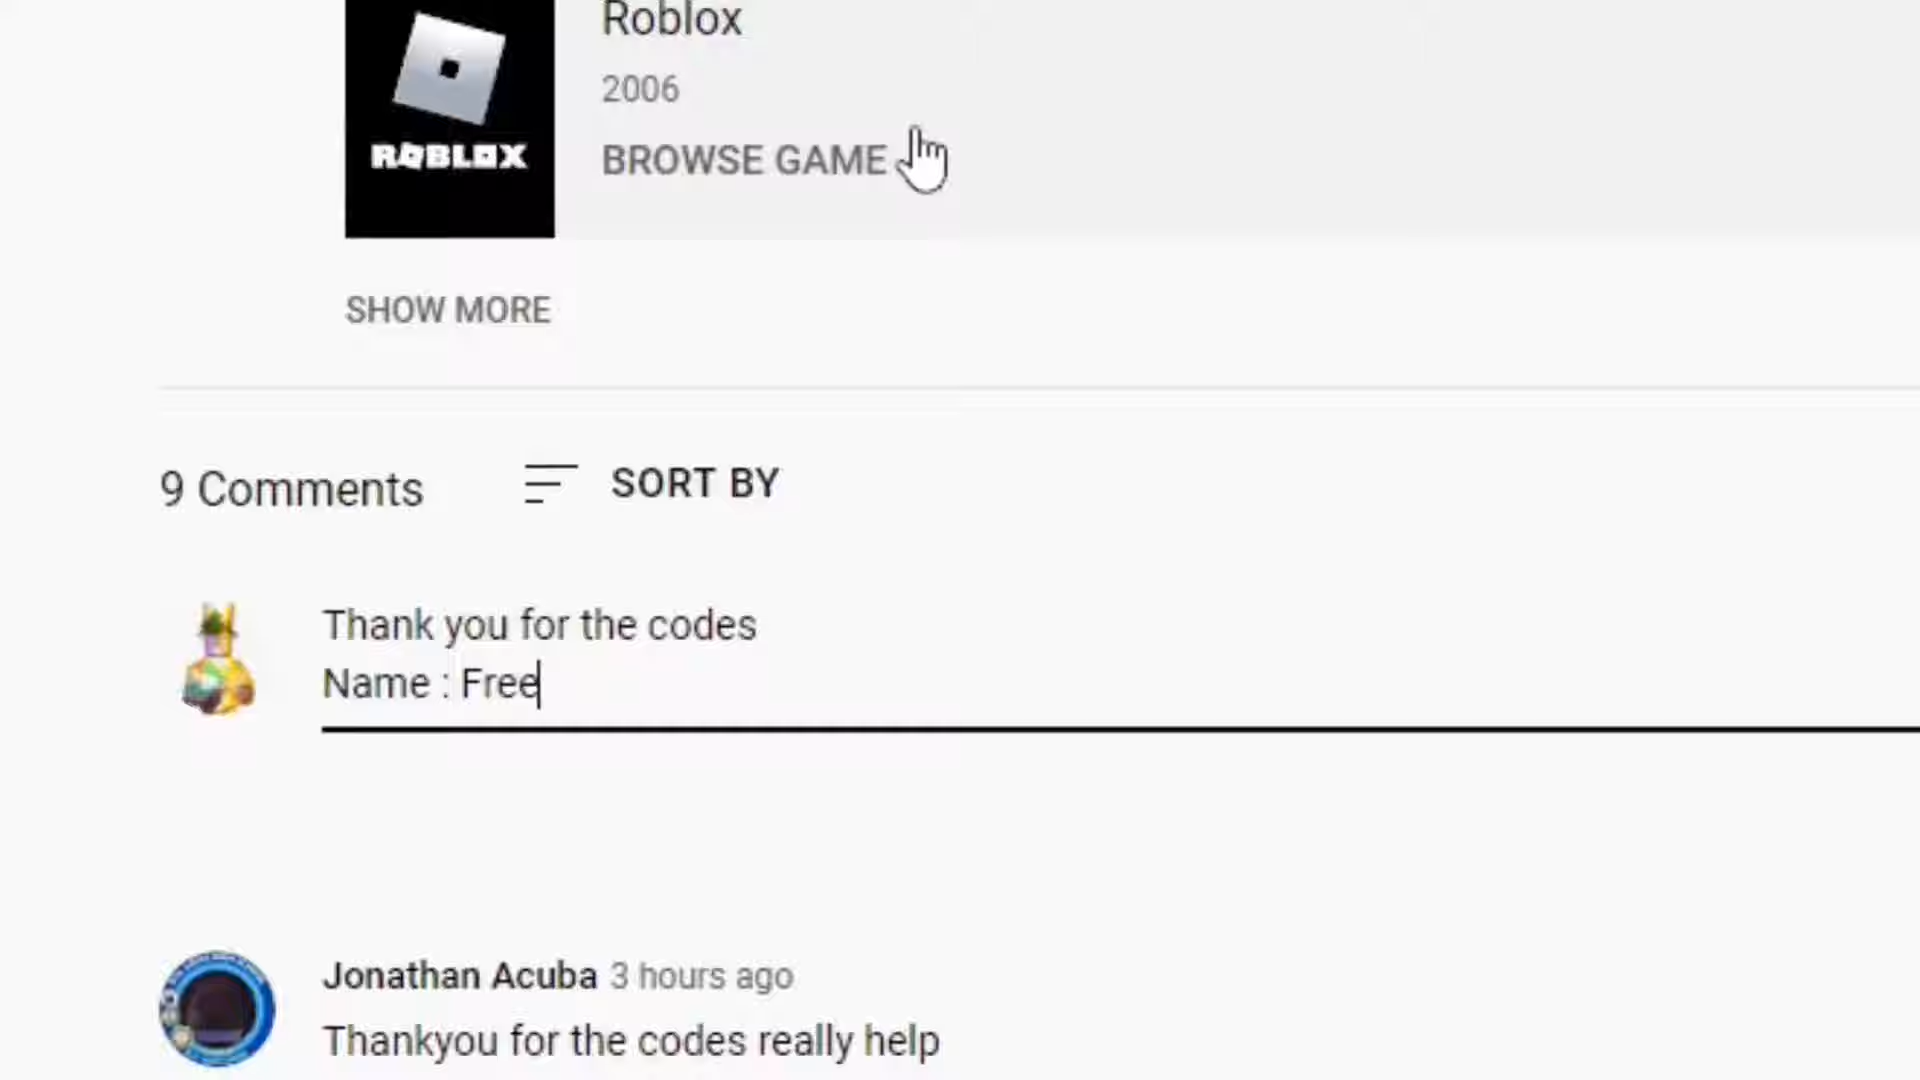 Roblox
2006
BROWSE GAME
ROBLOX
SHOW MORE
9 Comments
SORT BY
Thank you for the codes
Name : Free
Jonathan Acuba 3 hours ago
Thankyou for the codes really help